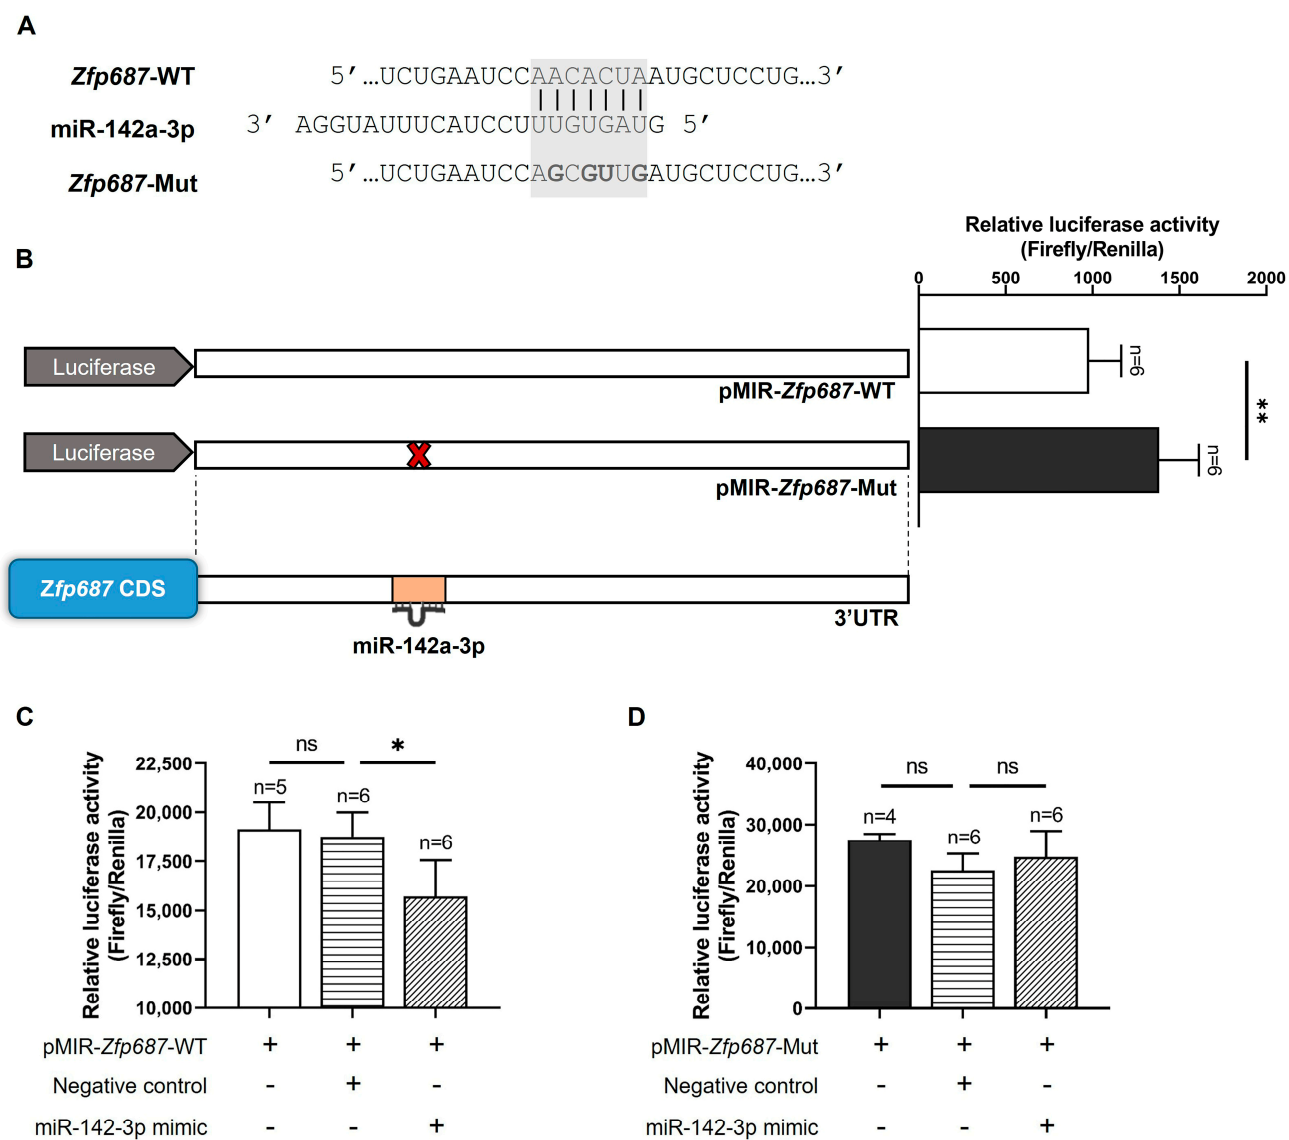 A
Zfp687-WT 5′ …UCUGAAUCCAACACUAAUGCUCCUG…3′
miR-142a-3p 3′ AGGUAUUUCAUCCUUUGUGAUG 5′
Zfp687-Mut 5′ …UCUGAAUCCAGCGUUGAUGCUCCUG…3′
B
Relative luciferase activity
(Firefly/Renilla)
0 500 1000 1500 2000
Luciferase
pMIR-Zfp687-WT
n=6
**
Luciferase
pMIR-Zfp687-Mut
n=6
Zfp687 CDS
3’UTR
miR-142a-3p
C
Relative luciferase activity
(Firefly/Renilla)
22,500
20,000
17,500
15,000
12,500
10,000
ns *
n=5 n=6 n=6
pMIR-Zfp687-WT + + +
Negative control - + -
miR-142-3p mimic - - +
D
Relative luciferase activity
(Firefly/Renilla)
40,000
30,000
20,000
10,000
0
ns ns
n=4 n=6 n=6
pMIR-Zfp687-Mut + + +
Negative control - + -
miR-142-3p mimic - - +